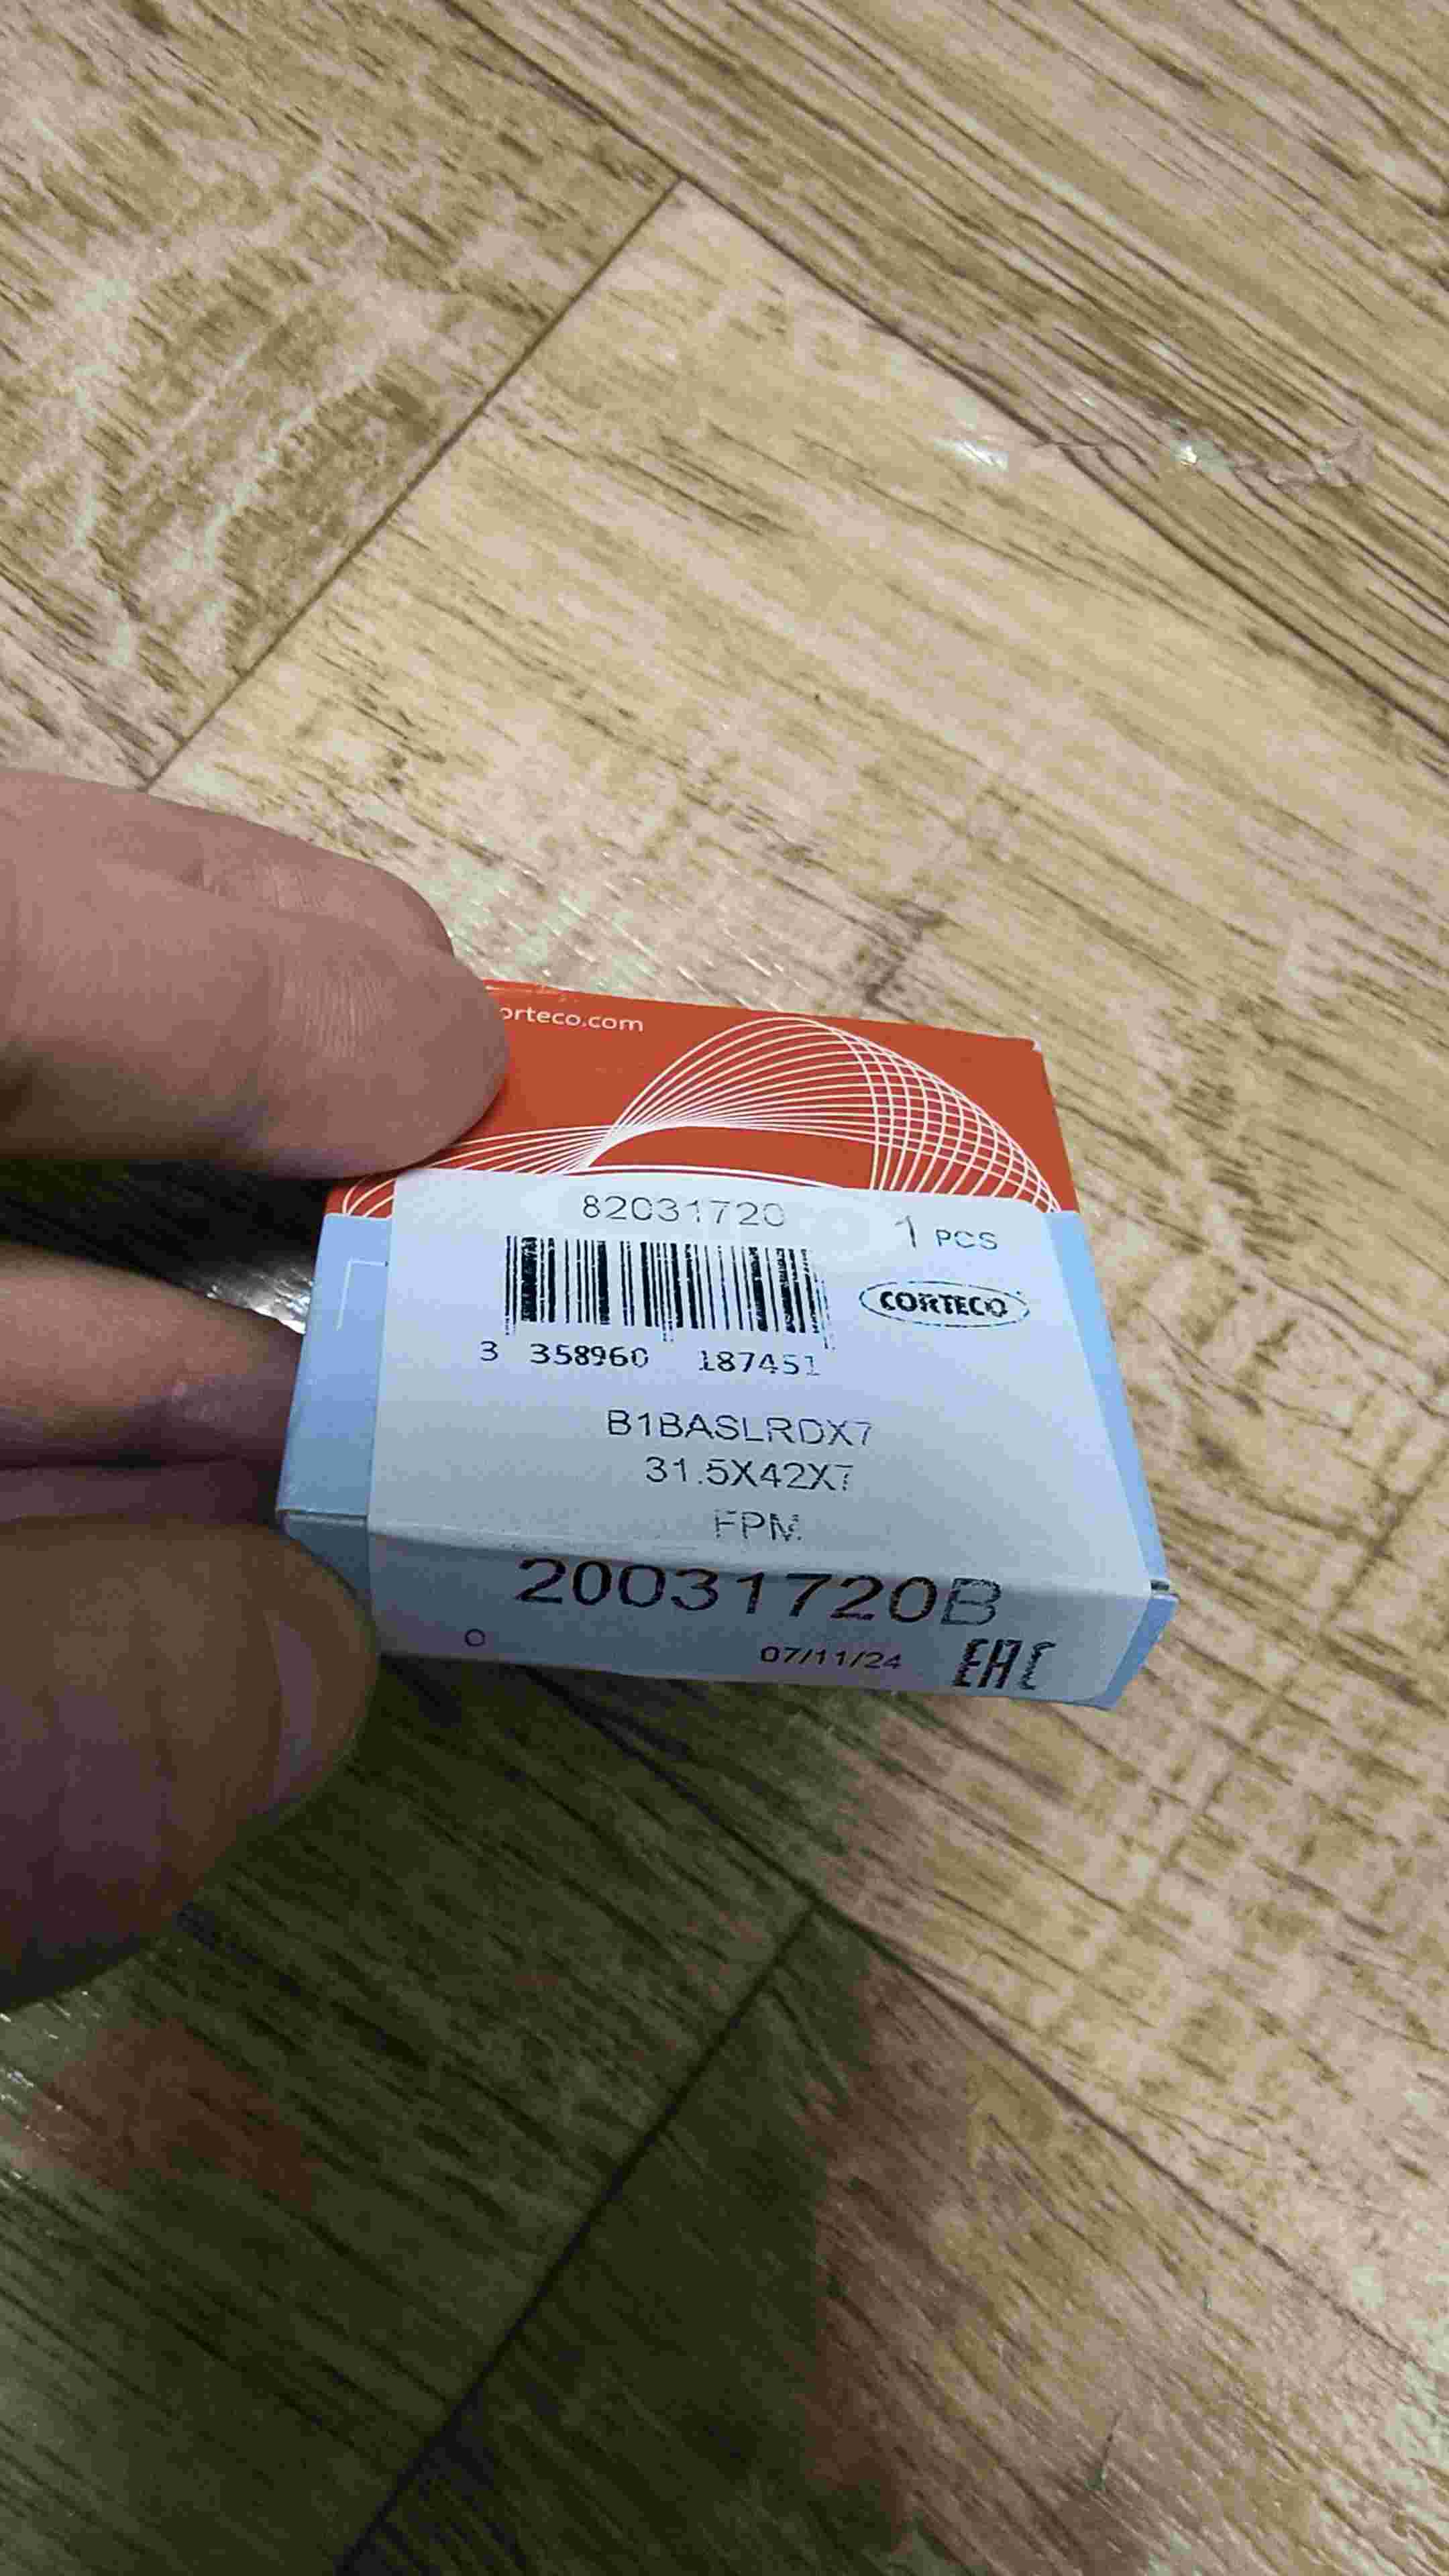 orteco.com
82031720
1 PCS
CORTECO
3 358960 187451
B1BASLRDX7
31.5X42X7
FPM
20031720B
O
07/11/24
EAC